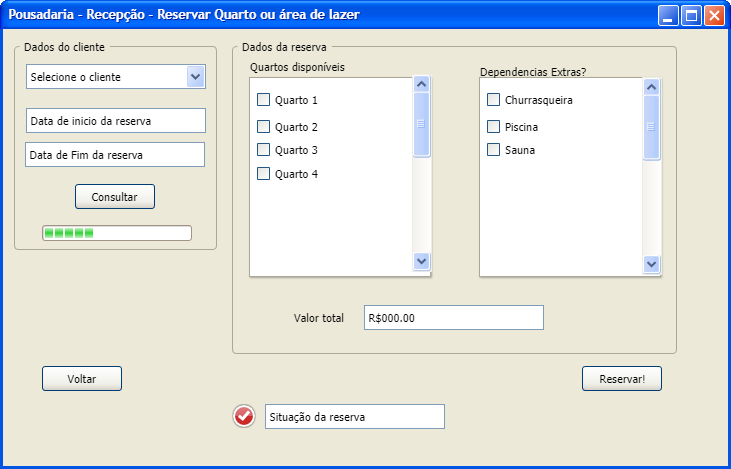 Pousadaria - Recepção - Reservar Quarto ou área de lazer
Dados do cliente
Selecione o cliente
Data de inicio da reserva
Data de Fim da reserva
Consultar
Dados da reserva
Quartos disponíveis
Quarto 1
Quarto 2
Quarto 3
Quarto 4
Dependencias Extras?
Churrasqueira
Piscina
Sauna
Valor total
R$000.00
Voltar
Reservar!
Situação da reserva